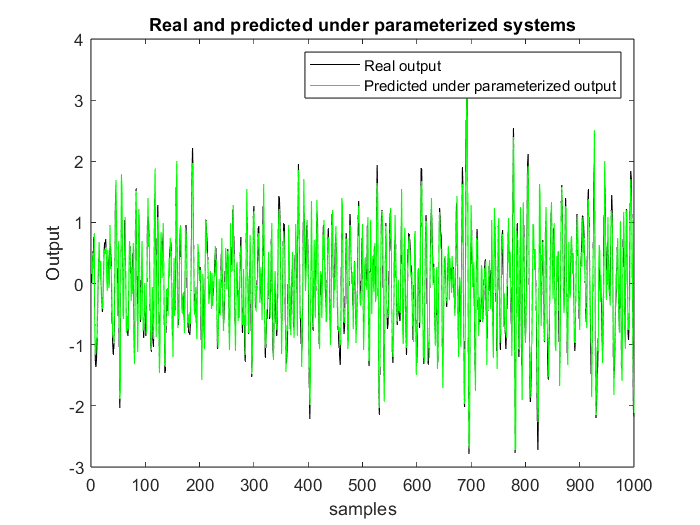 Real and predicted under parameterized systems
Real output
Predicted under parameterized output
Output
4
3
2
1
0
-1
-2
-3
0 100 200 300 400 500 600 700 800 900 1000
samples